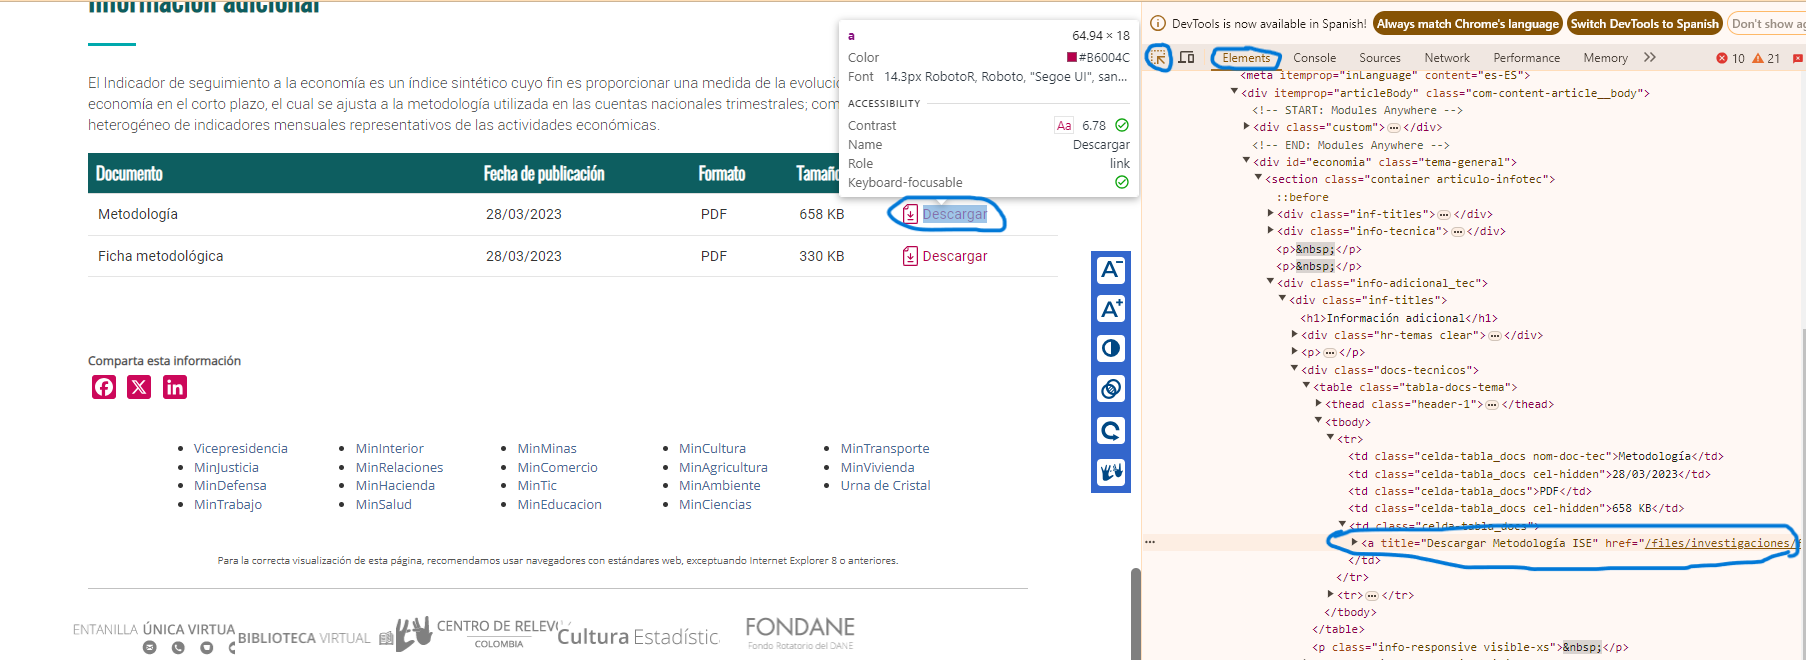 Información adicional
El Indicador de seguimiento a la economía es un índice sintético cuyo fin es proporcionar una medida de la evoluci
economía en el corto plazo, el cual se ajusta a la metodología utilizada en las cuentas nacionales trimestrales; com
heterogéneo de indicadores mensuales representativos de las actividades económicas.
Documento Fecha de publicación Formato Tamaño
Metodología 28/03/2023 PDF 658 KB Descargar
Ficha metodológica 28/03/2023 PDF 330 KB Descargar
a 64.94 × 18
Color #B6004C
Font 14.3px RobotoR, Roboto, "Segoe UI", san...
ACCESSIBILITY
Contrast Aa 6.78
Name Descargar
Role link
Keyboard-focusable
A-
A+
Comparta esta información
Vicepresidencia MinInterior MinMinas MinCultura MinTransporte
MinJusticia MinRelaciones MinComercio MinAgricultura MinVivienda
MinDefensa MinHacienda MinTic MinAmbiente Urna de Cristal
MinTrabajo MinSalud MinEducacion MinCiencias
Para la correcta visualización de esta página, recomendamos usar navegadores con estándares web, exceptuando Internet Explorer 8 o anteriores.
ENTANILLA ÚNICA VIRTUA
BIBLIOTECA VIRTUAL
CENTRO DE RELEVO
COLOMBIA
Cultura Estadístic
FONDANE
Fondo Rotatorio del DANE
DevTools is now available in Spanish! Always match Chrome's language Switch DevTools to Spanish Don't show ag
Elements Console Sources Network Performance Memory 10 21
<meta itemprop="inLanguage" content="es-ES">
<div itemprop="articleBody" class="com-content-article__body">
<!-- START: Modules Anywhere -->
<div class="custom">…</div>
<!-- END: Modules Anywhere -->
<div id="economia" class="tema-general">
<section class="container articulo-infotec">
::before
<div class="inf-titles">…</div>
<div class="info-tecnica">…</div>
<p>&nbsp;</p>
<p>&nbsp;</p>
<div class="info-adicional_tec">
<div class="inf-titles">
<h1>Información adicional</h1>
<div class="hr-temas clear">…</div>
<p>…</p>
<div class="docs-tecnicos">
<table class="tabla-docs-tema">
<thead class="header-1">…</thead>
<tbody>
<tr>
<td class="celda-tabla_docs nom-doc-tec">Metodología</td>
<td class="celda-tabla_docs cel-hidden">28/03/2023</td>
<td class="celda-tabla_docs">PDF</td>
<td class="celda-tabla_docs cel-hidden">658 KB</td>
<td class="celda-tabla_docs">
<a title="Descargar Metodología ISE" href="/files/investigaciones/
</td>
</tr>
<tr>…</tr>
</tbody>
</table>
<p class="info-responsive visible-xs">&nbsp;</p>